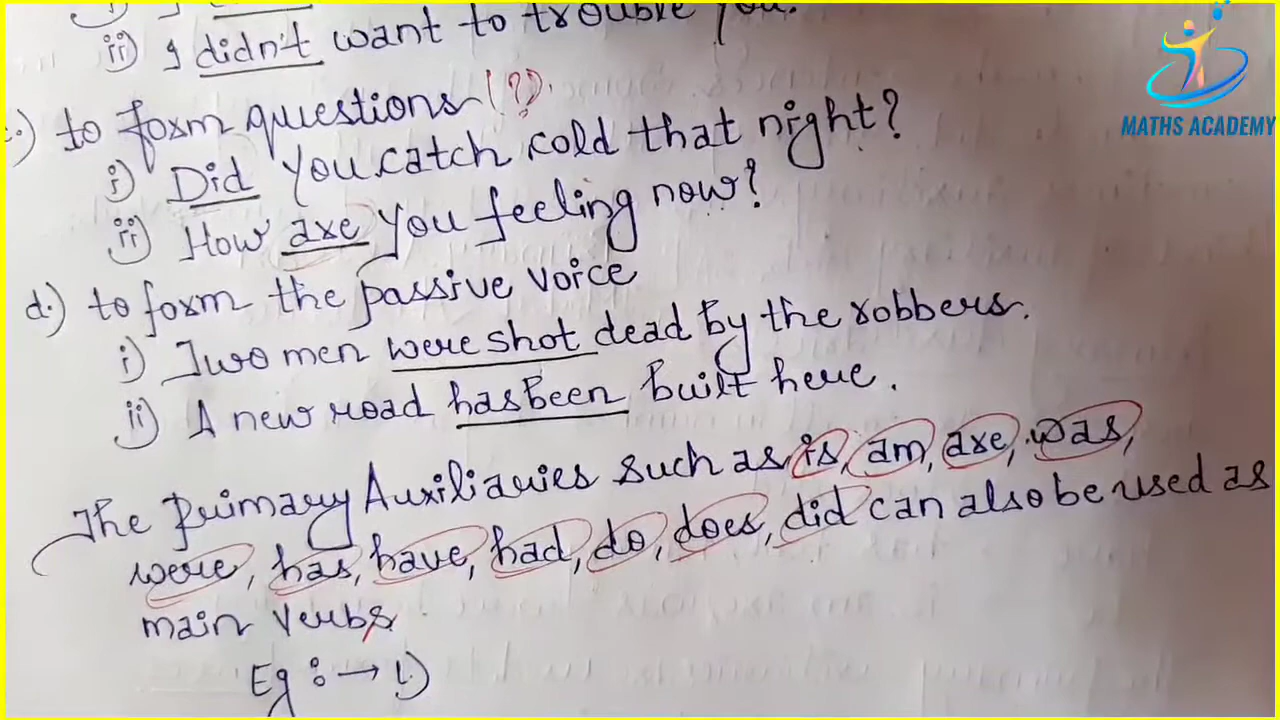 ii) I didn't want to trouble you.
c.) to form questions (?).
i) Did you catch cold that night?
ii) How are you feeling now?
d.) to form the passive voice
i) Two men were shot dead by the robbers.
ii) A new road has been built here.
The Primary Auxiliaries such as is, am, are, was,
were, has, have, had, do, does, did can also be used as
main verbs
Eg :→ 1.)
MATHS ACADEMY